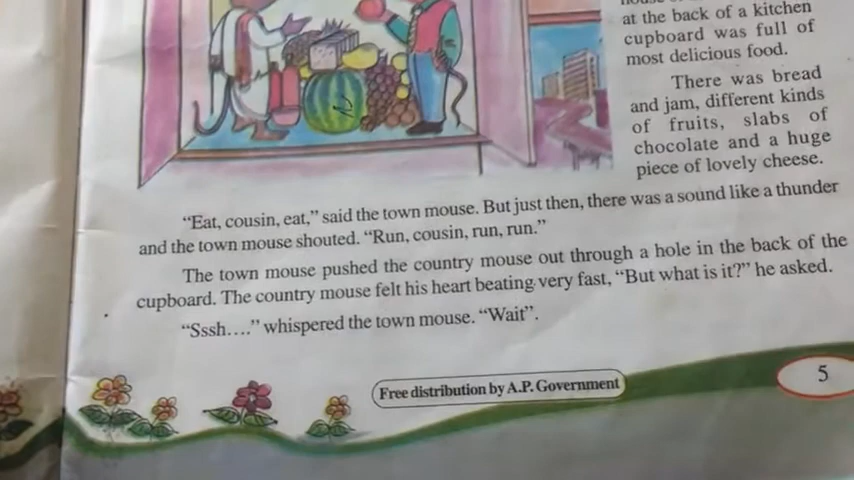 at the back of a kitchen
cupboard was full of
most delicious food.
There was bread
and jam, different kinds
of fruits, slabs of
chocolate and a huge
piece of lovely cheese.
“Eat, cousin, eat,” said the town mouse. But just then, there was a sound like a thunder
and the town mouse shouted. “Run, cousin, run, run.”
The town mouse pushed the country mouse out through a hole in the back of the
cupboard. The country mouse felt his heart beating very fast, “But what is it?” he asked.
“Sssh....” whispered the town mouse. “Wait”.
Free distribution by A.P. Government
5